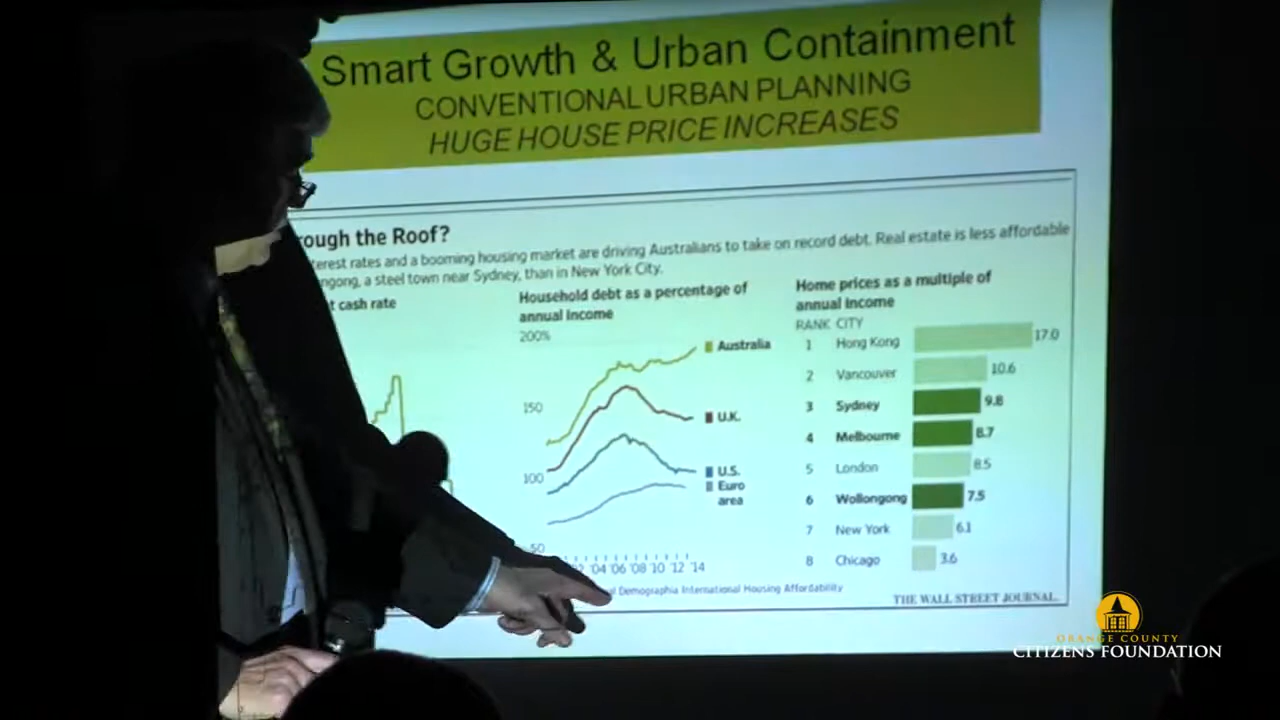 Smart Growth & Urban Containment
CONVENTIONAL URBAN PLANNING
HUGE HOUSE PRICE INCREASES
rough the Roof?
terest rates and a booming housing market are driving Australians to take on record debt. Real estate is less affordable
ngong, a steel town near Sydney, than in New York City.
t cash rate
Household debt as a percentage of
annual income
200%
150
100
50
Australia
U.K.
U.S.
Euro
area
'04 '06 '08 '10 '12 '14
Home prices as a multiple of
annual income
RANK CITY
1 Hong Kong 17.0
2 Vancouver 10.6
3 Sydney 9.8
4 Melbourne 8.7
5 London 8.5
6 Wollongong 7.5
7 New York 6.1
8 Chicago 3.6
Demographia International Housing Affordability
THE WALL STREET JOURNAL.
ORANGE COUNTY
CITIZENS FOUNDATION